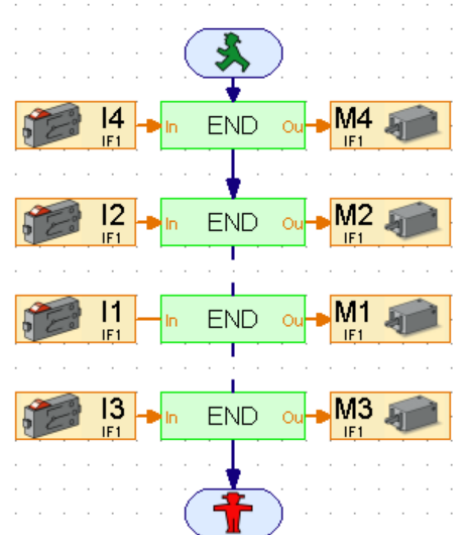 I4 In END Ou M4
IF1 IF1
I2 In END Ou M2
IF1 IF1
I1 In END Ou M1
IF1 IF1
I3 In END Ou M3
IF1 IF1